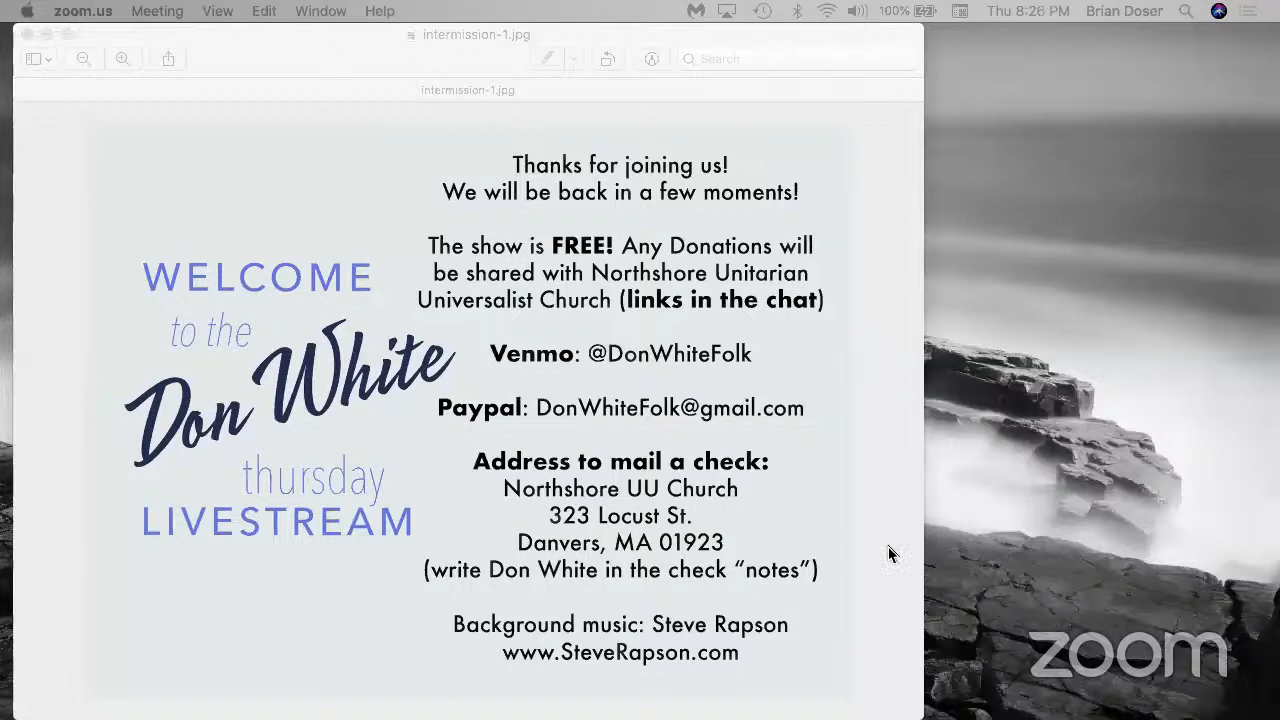 zoom.us Meeting View Edit Window Help 100% Thu 8:26 PM Brian Doser
intermission-1.jpg
Search
intermission-1.jpg
WELCOME
to the
Don White
thursday
LIVESTREAM
Thanks for joining us!
We will be back in a few moments!
The show is FREE! Any Donations will
be shared with Northshore Unitarian
Universalist Church (links in the chat)
Venmo: @DonWhiteFolk
Paypal: DonWhiteFolk@gmail.com
Address to mail a check:
Northshore UU Church
323 Locust St.
Danvers, MA 01923
(write Don White in the check “notes”)
Background music: Steve Rapson
www.SteveRapson.com
zoom